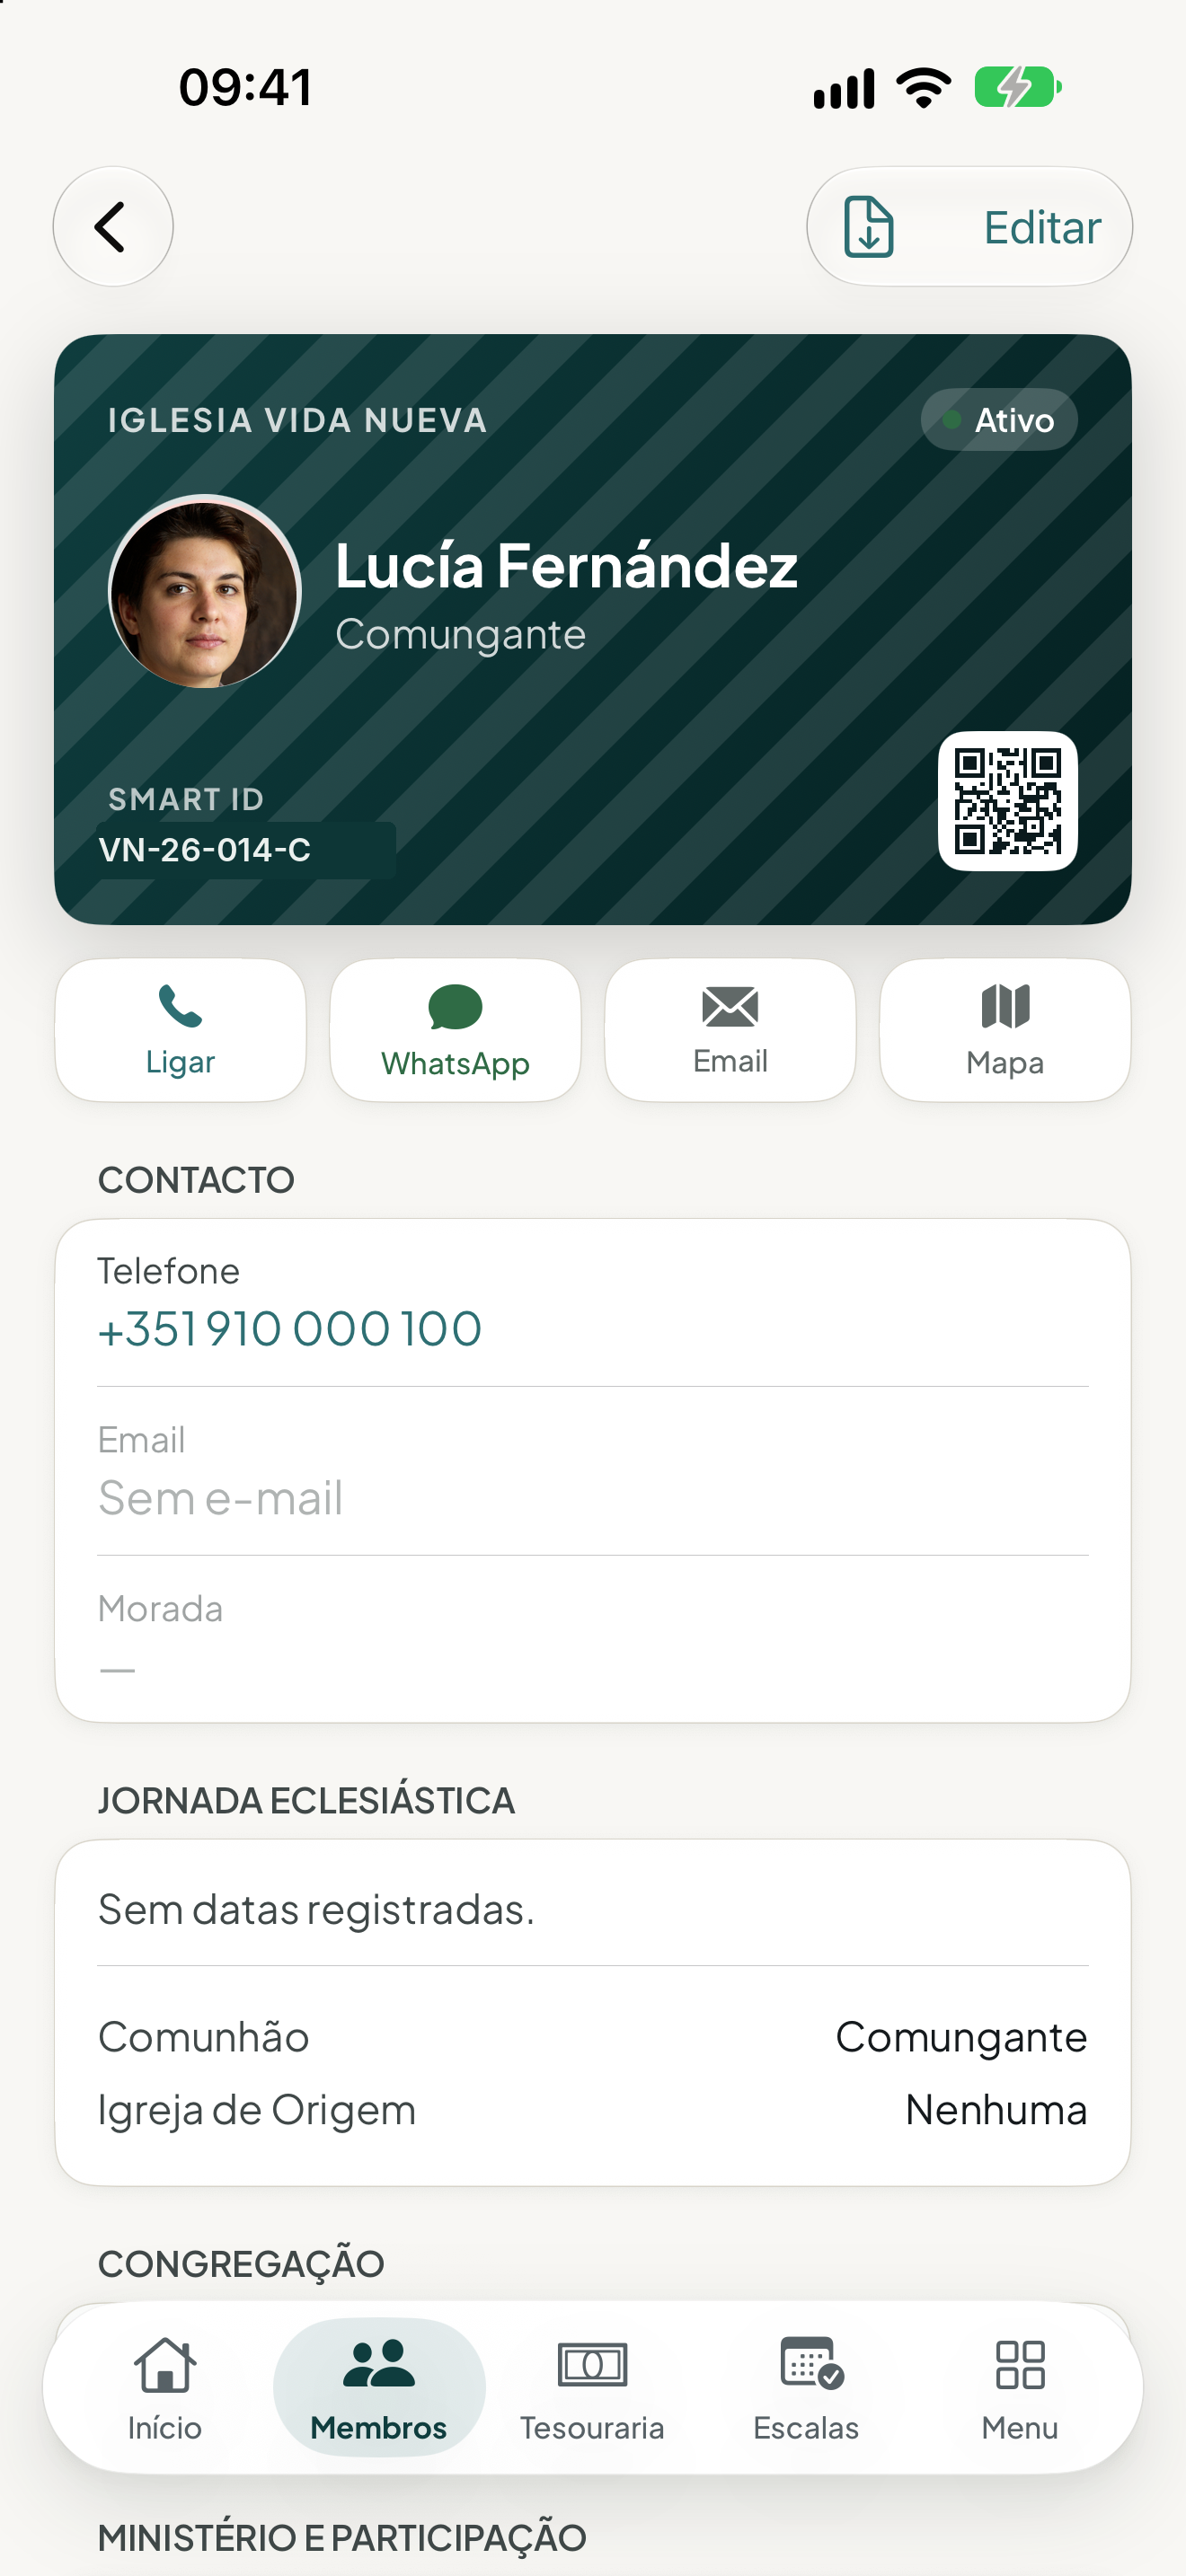 09:41
Editar
IGLESIA VIDA NUEVA
Ativo
Lucía Fernández
Comungante
SMART ID
VN-26-014-C
Ligar
WhatsApp
Email
Mapa
CONTACTO
Telefone
+351 910 000 100
Email
Sem e-mail
Morada
—
JORNADA ECLESIÁSTICA
Sem datas registradas.
Comunhão Comungante
Igreja de Origem Nenhuma
CONGREGAÇÃO
Início
Membros
Tesouraria
Escalas
Menu
MINISTÉRIO E PARTICIPAÇÃO